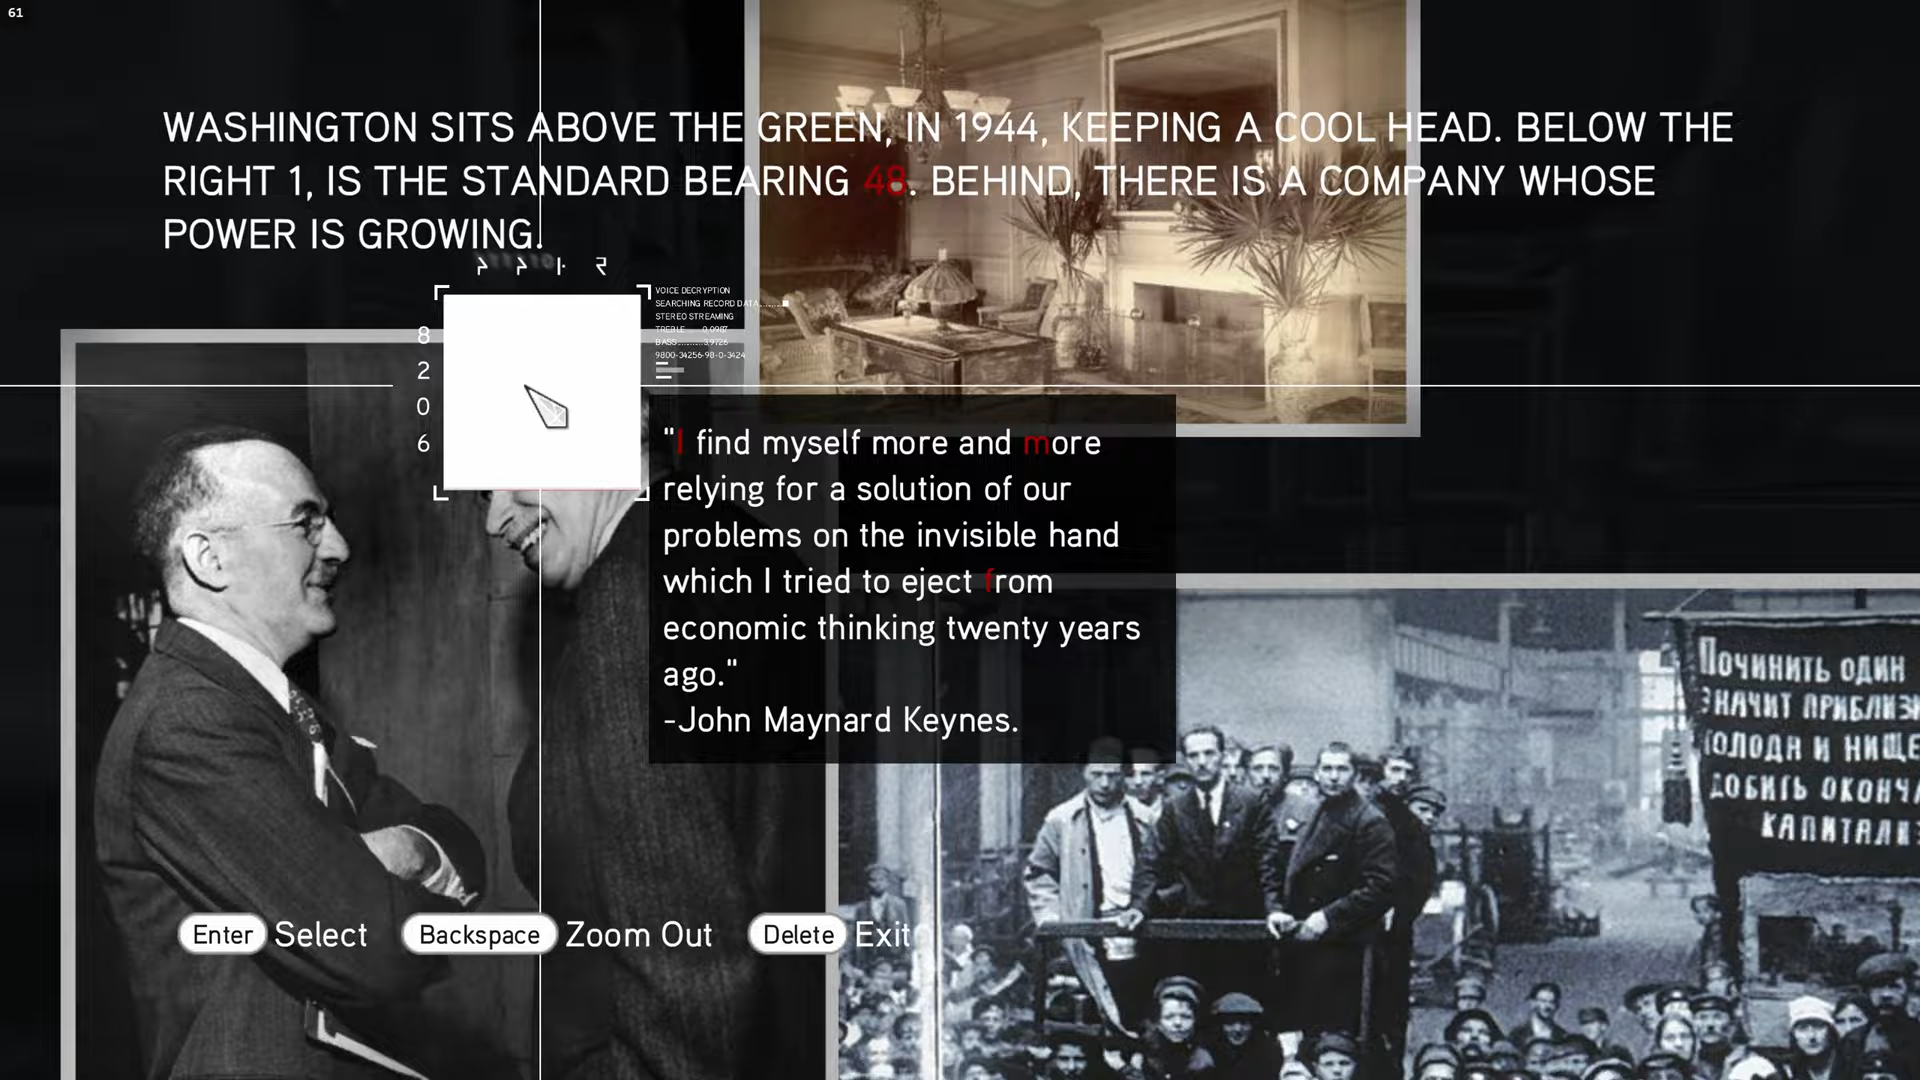 61
WASHINGTON SITS ABOVE THE GREEN, IN 1944, KEEPING A COOL HEAD. BELOW THE
RIGHT 1, IS THE STANDARD BEARING 48. BEHIND, THERE IS A COMPANY WHOSE
POWER IS GROWING.
VOICE DECRYPTION
SEARCHING RECORD DATA
STEREO STREAMING
TREBLE.....0,0987
BASS..........3,9726
9800-34256-98-0-3424
8
2
0
6
"I find myself more and more
relying for a solution of our
problems on the invisible hand
which I tried to eject from
economic thinking twenty years
ago."
-John Maynard Keynes.
ПОЧИНИТЬ ОДИН
ЗНАЧИТ ПРИБЛИЗ
ГОЛОДА И НИЩЕ
ДОБИТЬ ОКОНЧА
КАПИТАЛИ
Enter Select Backspace Zoom Out Delete Exit